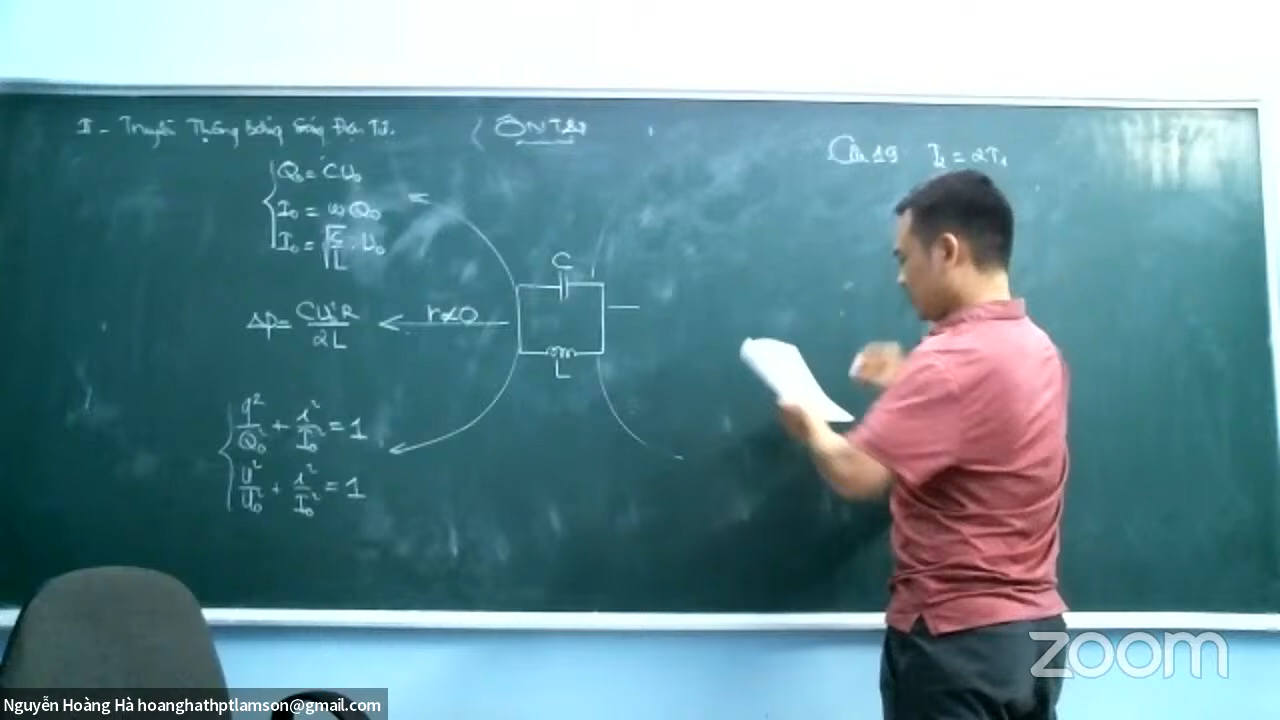 II - Truyền Thông Bằng Sóng Điện Từ.
ÔN TẬP
Câu 19 T₂ = 2T₁
Q₀ = CU₀
I₀ = ωQ₀
I₀ = √(C/L) . U₀
C
L
r ≠ 0
ΔP = CU₀²R / 2L
q²/Q₀² + i²/I₀² = 1
u²/U₀² + i²/I₀² = 1
zoom
Nguyễn Hoàng Hà hoanghathptlamson@gmail.com